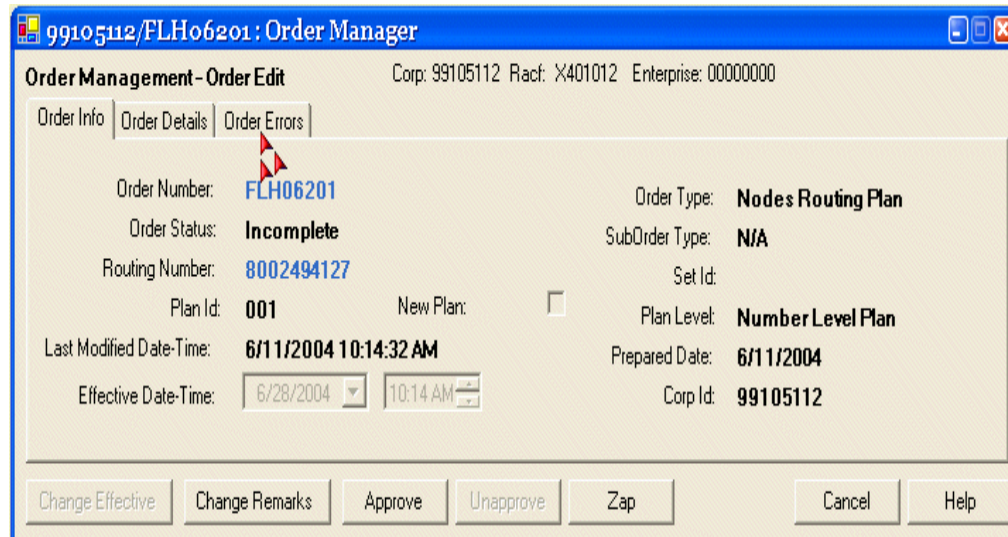 99105112/FLH06201 : Order Manager
Order Management - Order Edit Corp: 99105112 Racf: X401012 Enterprise: 00000000
Order Info Order Details Order Errors
Order Number: FLH06201
Order Status: Incomplete
Routing Number: 8002494127
Plan Id: 001 New Plan:
Last Modified Date-Time: 6/11/2004 10:14:32 AM
Effective Date-Time: 6/28/2004 10:14 AM
Order Type: Nodes Routing Plan
SubOrder Type: N/A
Set Id:
Plan Level: Number Level Plan
Prepared Date: 6/11/2004
Corp Id: 99105112
Change Effective Change Remarks Approve Unapprove Zap Cancel Help